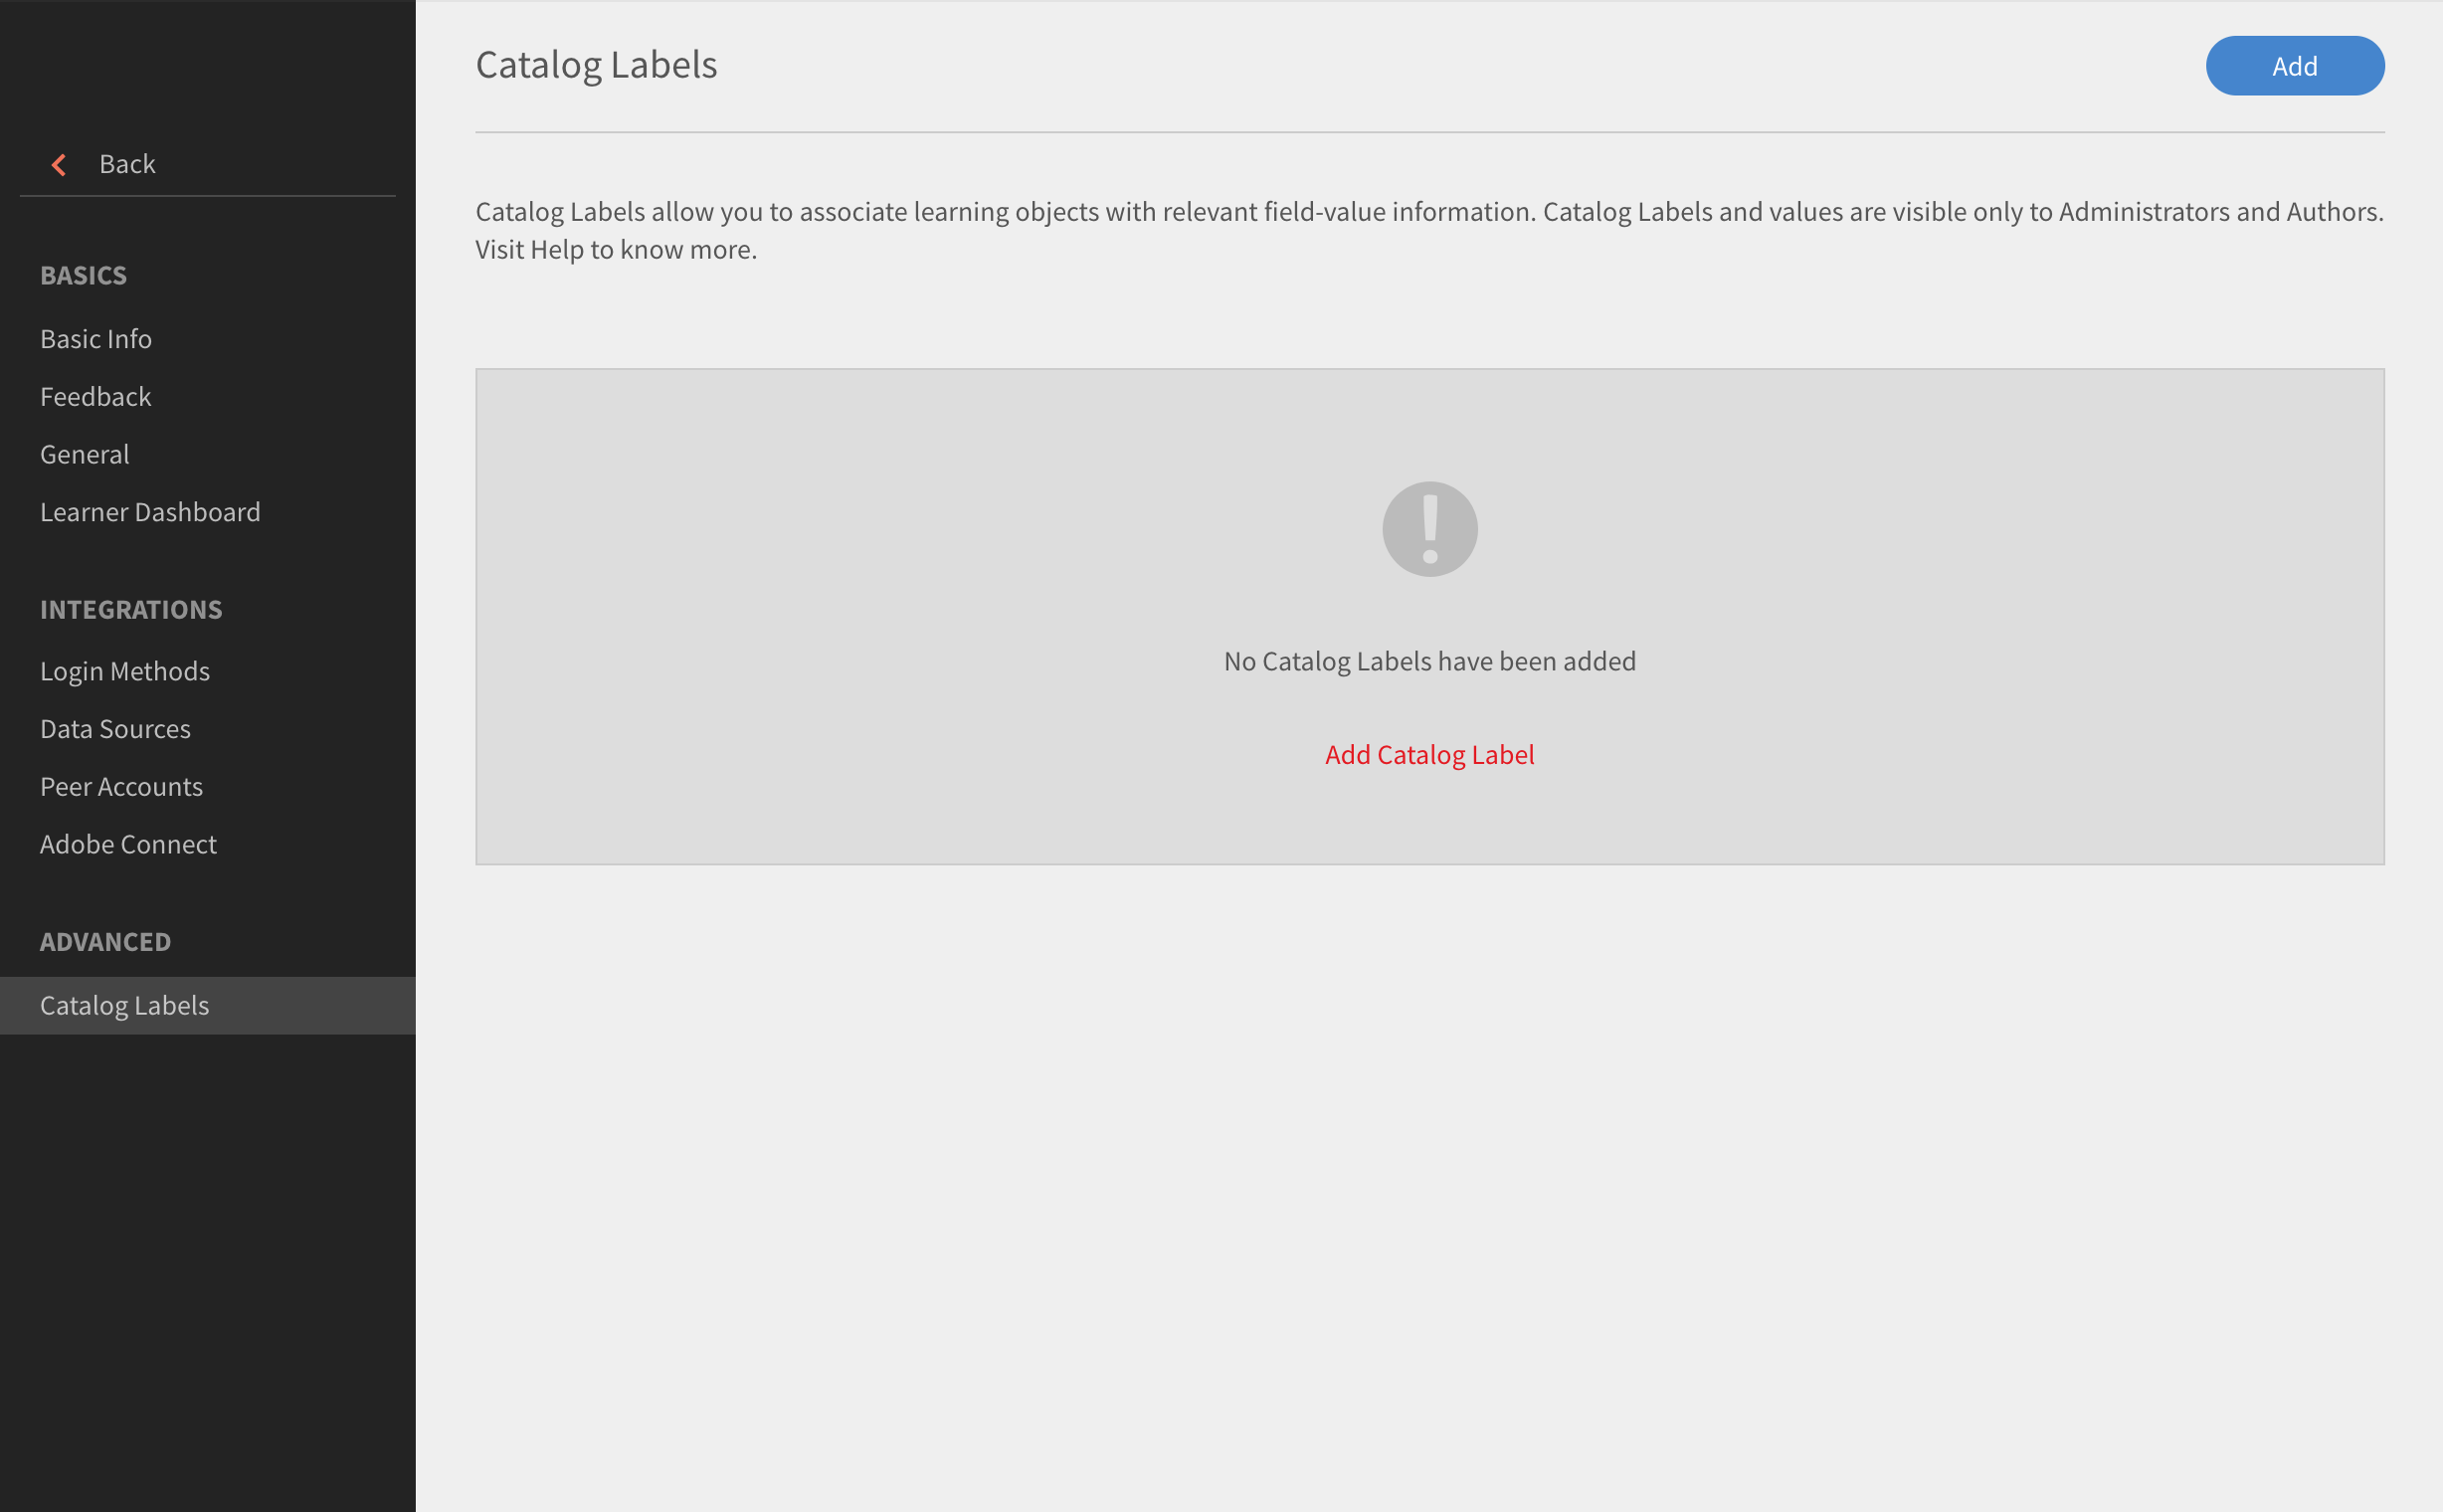 Back
BASICS
Basic Info
Feedback
General
Learner Dashboard
INTEGRATIONS
Login Methods
Data Sources
Peer Accounts
Adobe Connect
ADVANCED
Catalog Labels
Catalog Labels
Add
Catalog Labels allow you to associate learning objects with relevant field-value information. Catalog Labels and values are visible only to Administrators and Authors.
Visit Help to know more.
No Catalog Labels have been added
Add Catalog Label